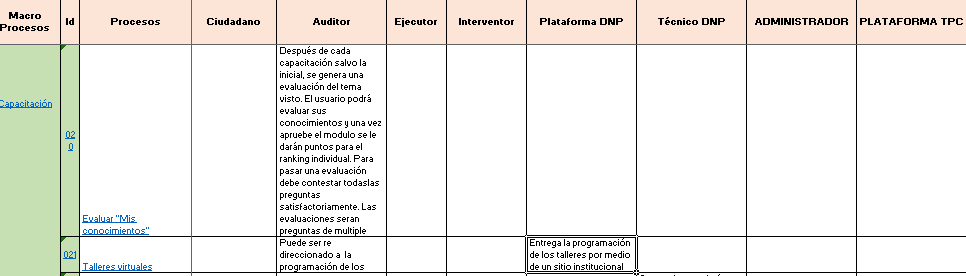 Macro
Procesos
Id
Procesos
Ciudadano
Auditor
Ejecutor
Interventor
Plataforma DNP
Técnico DNP
ADMINISTRADOR
PLATAFORMA TPC
Capacitación
02
0
Evaluar "Mis
conocimientos"
Después de cada
capacitación salvo la
inicial, se genera una
evaluación del tema
visto. El usuario podrá
evaluar sus
conocimientos y una vez
apruebe el modulo se le
darán puntos para el
ranking individual. Para
pasar una evaluación
debe contestar todaslas
preguntas
satisfactoriamente. Las
evaluaciones seran
preguntas de multiple
021
Talleres virtuales
Puede ser re
direccionado a la
programación de los
Entrega la programación
de los talleres por medio
de un sitio institucional